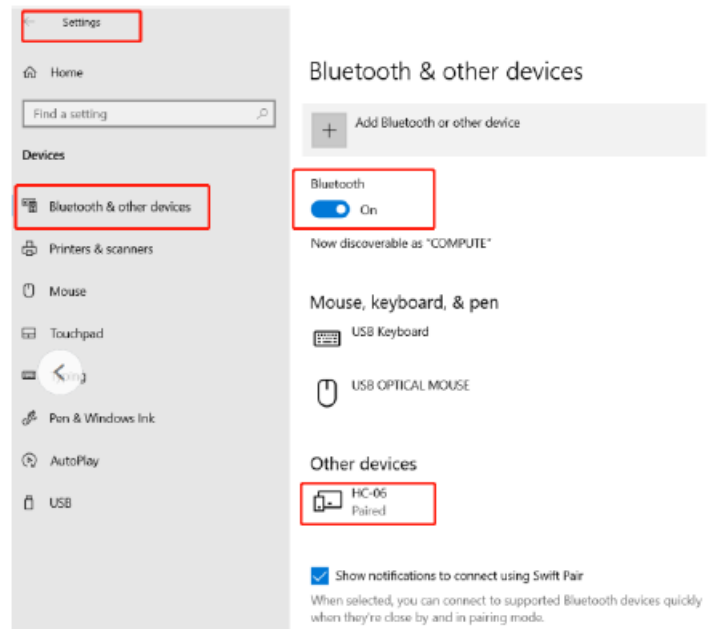 Settings
Home
Find a setting
Devices
Bluetooth & other devices
Printers & scanners
Mouse
Touchpad
Pen & Windows Ink
AutoPlay
USB
Bluetooth & other devices
Add Bluetooth or other device
Bluetooth
On
Now discoverable as "COMPUTE"
Mouse, keyboard, & pen
USB Keyboard
USB OPTICAL MOUSE
Other devices
HC-06
Paired
Show notifications to connect using Swift Pair
When selected, you can connect to supported Bluetooth devices quickly
when they're close by and in pairing mode.